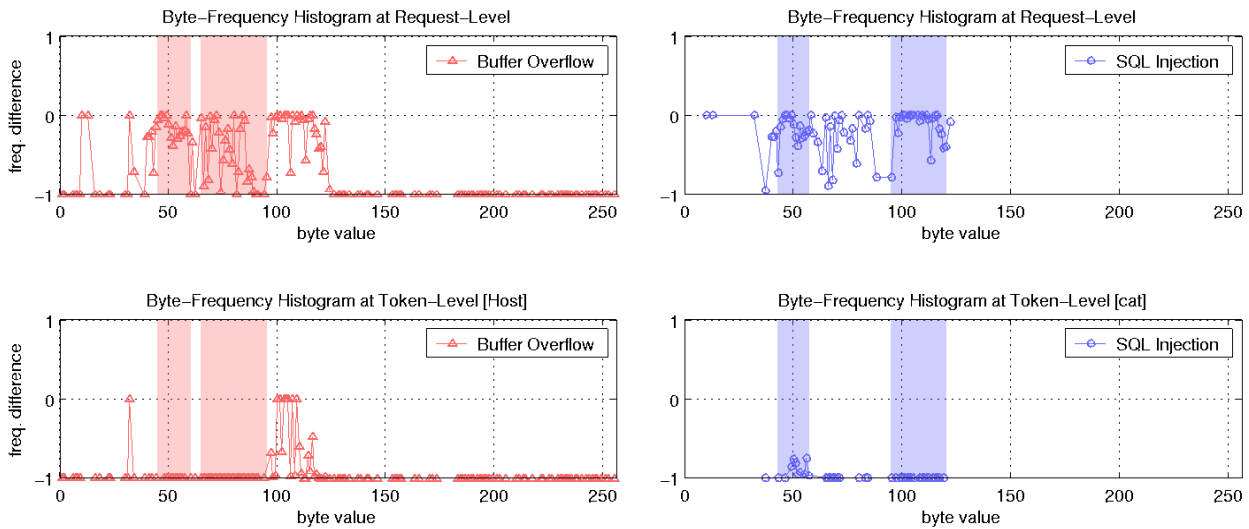 Byte−Frequency Histogram at Request−Level
1
0
−1
freq. difference
Buffer Overflow
0 50 100 150 200 250
byte value
Byte−Frequency Histogram at Request−Level
1
0
−1
freq. difference
SQL Injection
0 50 100 150 200 250
byte value
Byte−Frequency Histogram at Token−Level [Host]
1
0
−1
freq. difference
Buffer Overflow
0 50 100 150 200 250
byte value
Byte−Frequency Histogram at Token−Level [cat]
1
0
−1
freq. difference
SQL Injection
0 50 100 150 200 250
byte value